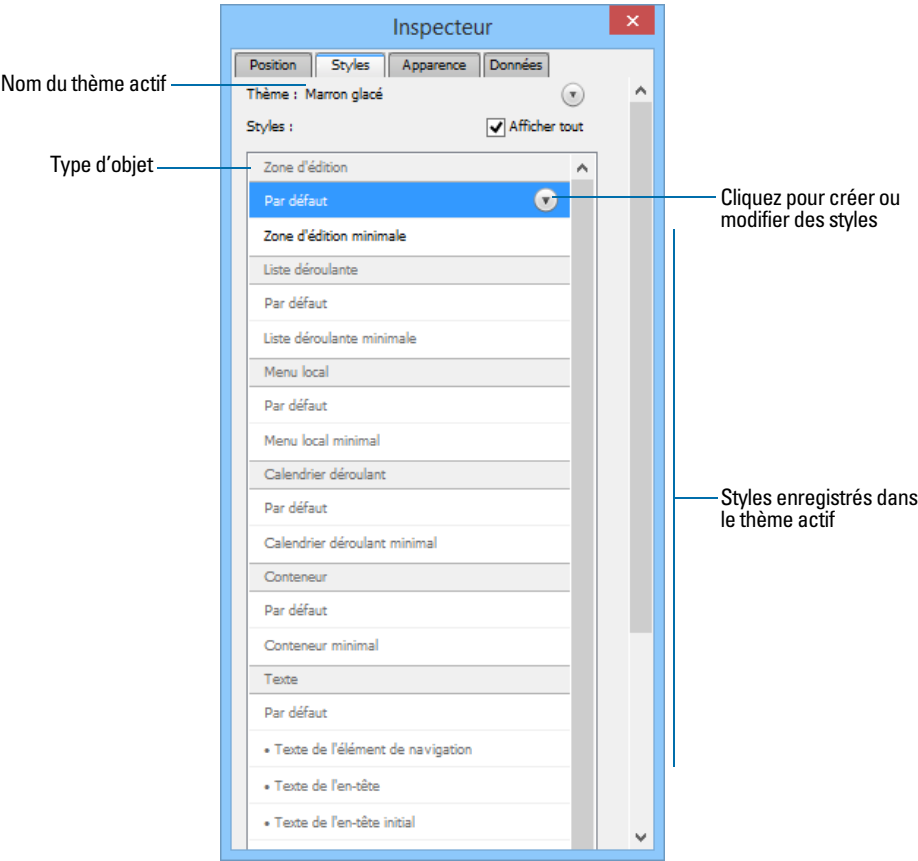 Inspecteur
Position Styles Apparence Données
Nom du thème actif
Thème : Marron glacé
Styles :
Afficher tout
Type d'objet
Zone d'édition
Par défaut
Cliquez pour créer ou
modifier des styles
Zone d'édition minimale
Liste déroulante
Par défaut
Liste déroulante minimale
Menu local
Par défaut
Menu local minimal
Calendrier déroulant
Par défaut
Calendrier déroulant minimal
Styles enregistrés dans
le thème actif
Conteneur
Par défaut
Conteneur minimal
Texte
Par défaut
• Texte de l'élément de navigation
• Texte de l'en-tête
• Texte de l'en-tête initial